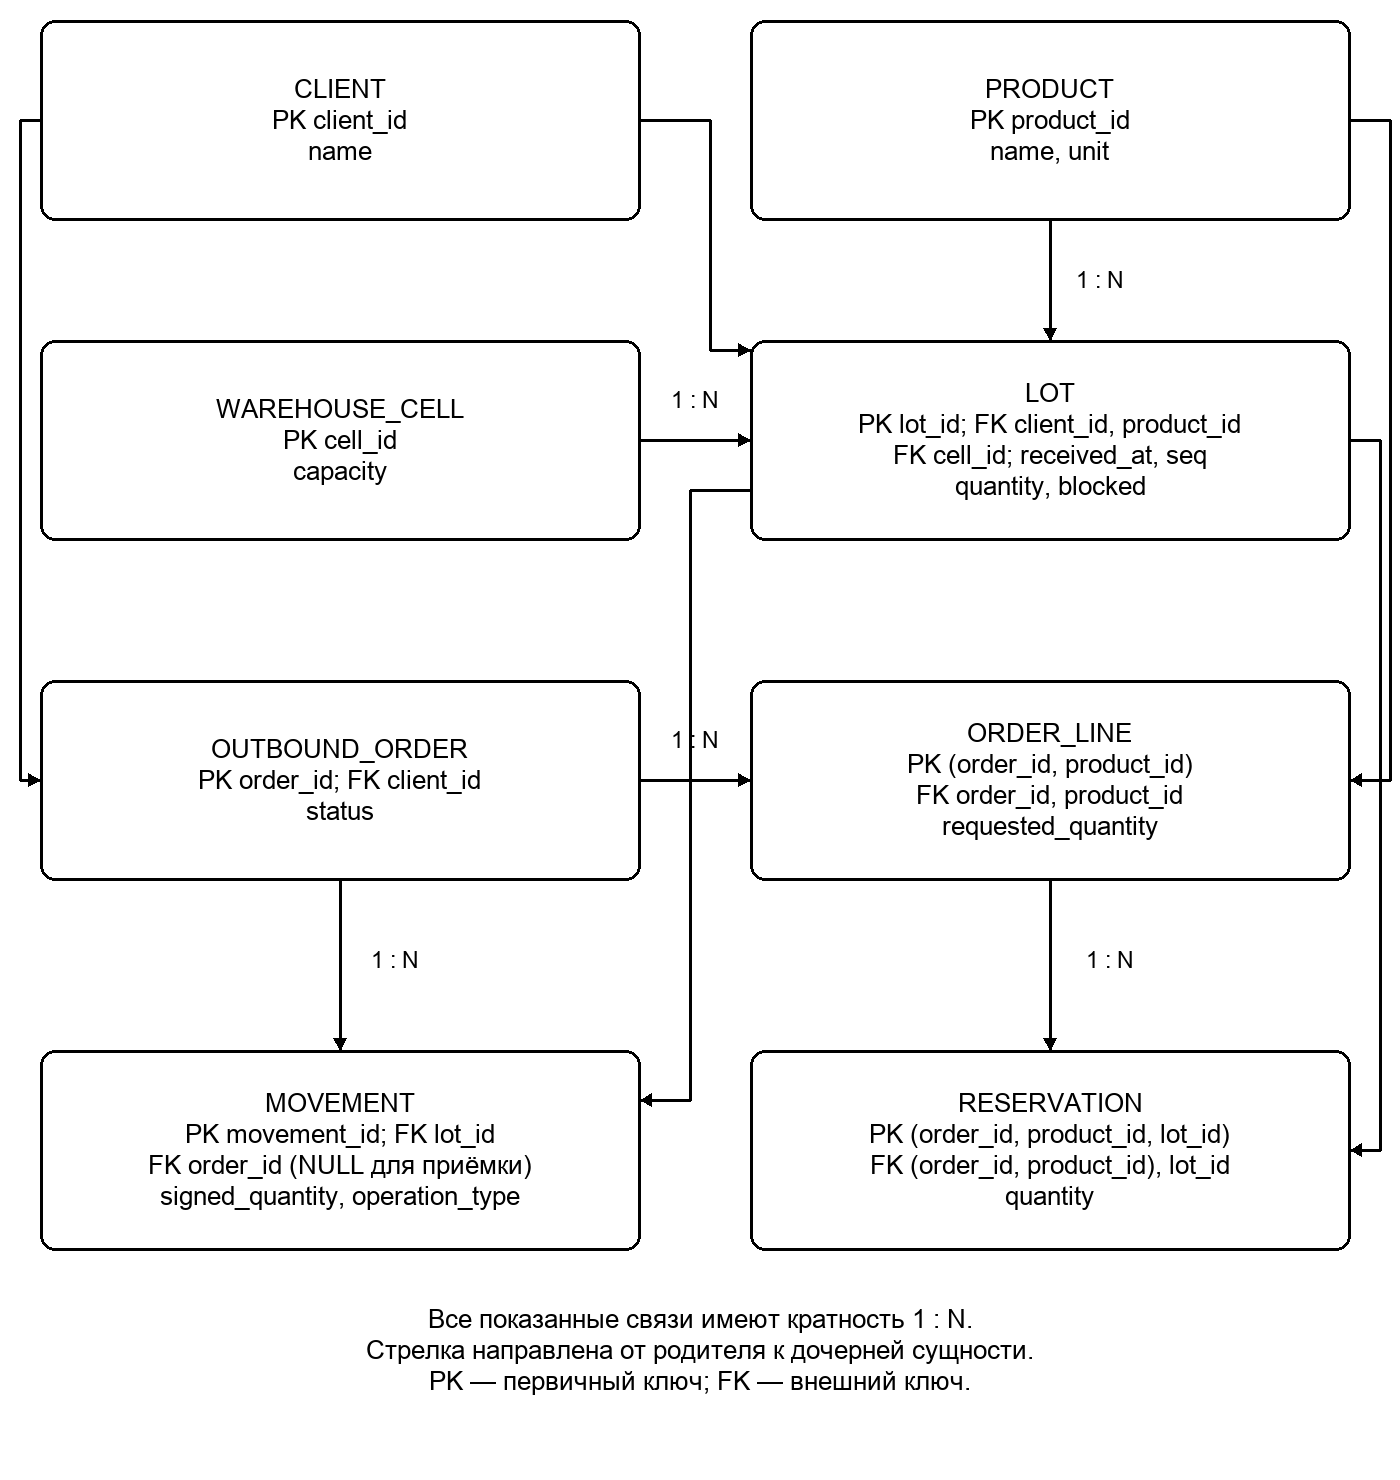 CLIENT
PK client_id
name
PRODUCT
PK product_id
name, unit
1 : N
WAREHOUSE_CELL
PK cell_id
capacity
1 : N
LOT
PK lot_id; FK client_id, product_id
FK cell_id; received_at, seq
quantity, blocked
OUTBOUND_ORDER
PK order_id; FK client_id
status
1 : N
ORDER_LINE
PK (order_id, product_id)
FK order_id, product_id
requested_quantity
1 : N
1 : N
MOVEMENT
PK movement_id; FK lot_id
FK order_id (NULL для приёмки)
signed_quantity, operation_type
RESERVATION
PK (order_id, product_id, lot_id)
FK (order_id, product_id), lot_id
quantity
Все показанные связи имеют кратность 1 : N.
Стрелка направлена от родителя к дочерней сущности.
PK — первичный ключ; FK — внешний ключ.